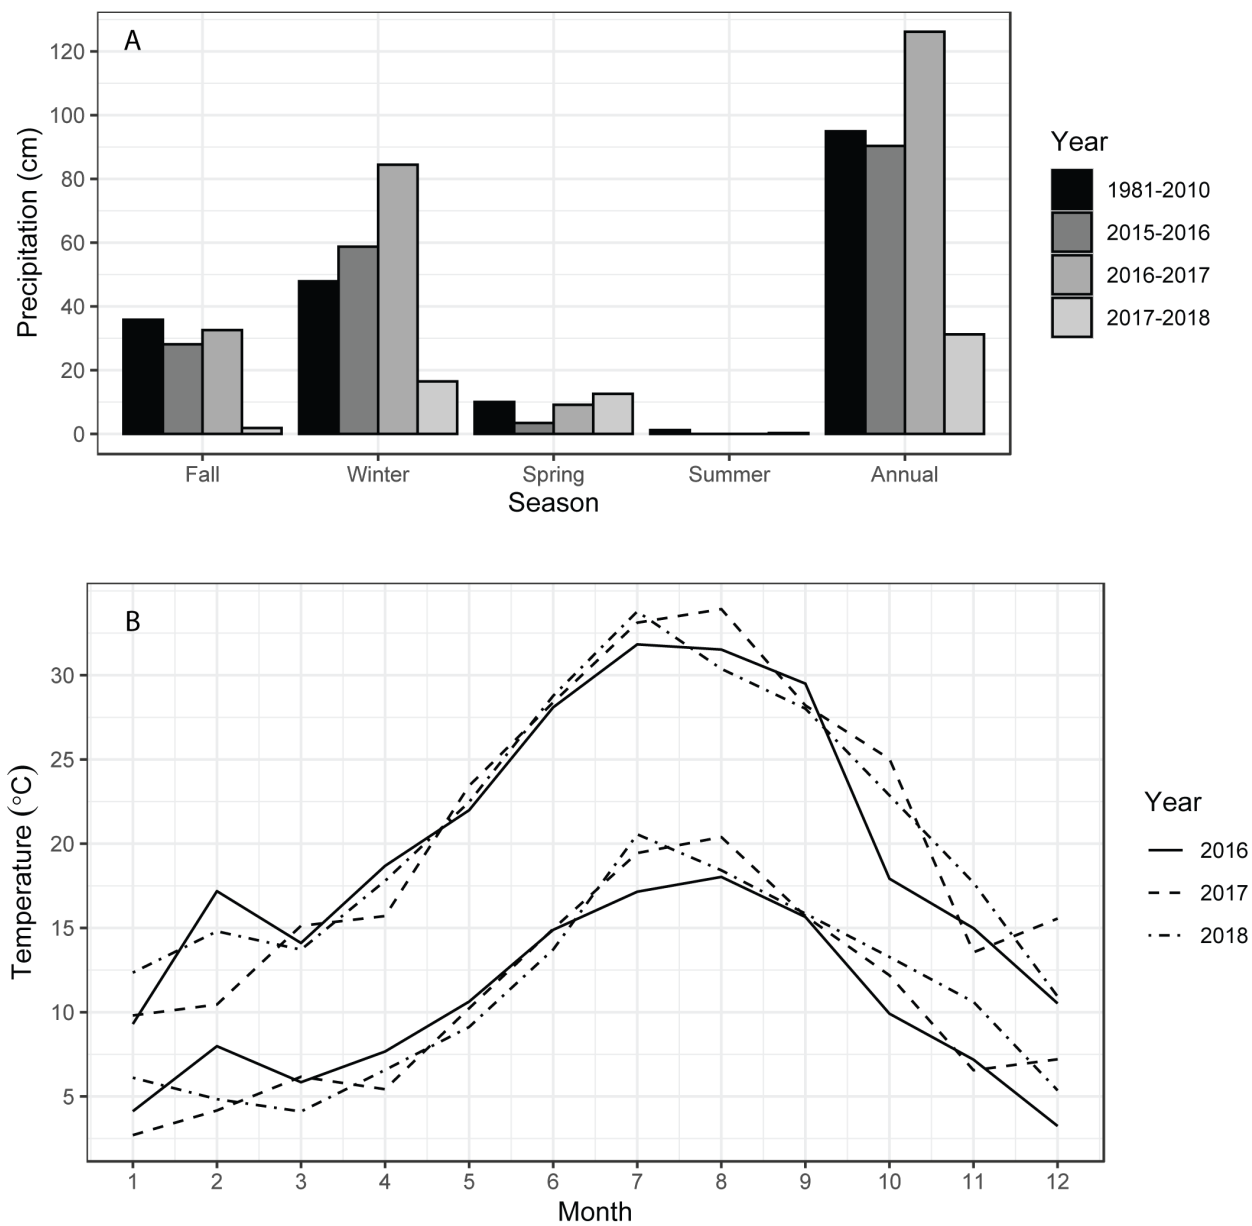 A
Precipitation (cm)
120
100
80
60
40
20
0
Fall Winter Spring Summer Annual
Season
Year
1981-2010
2015-2016
2016-2017
2017-2018
B
Temperature (°C)
30
25
20
15
10
5
1 2 3 4 5 6 7 8 9 10 11 12
Month
Year
2016
2017
2018